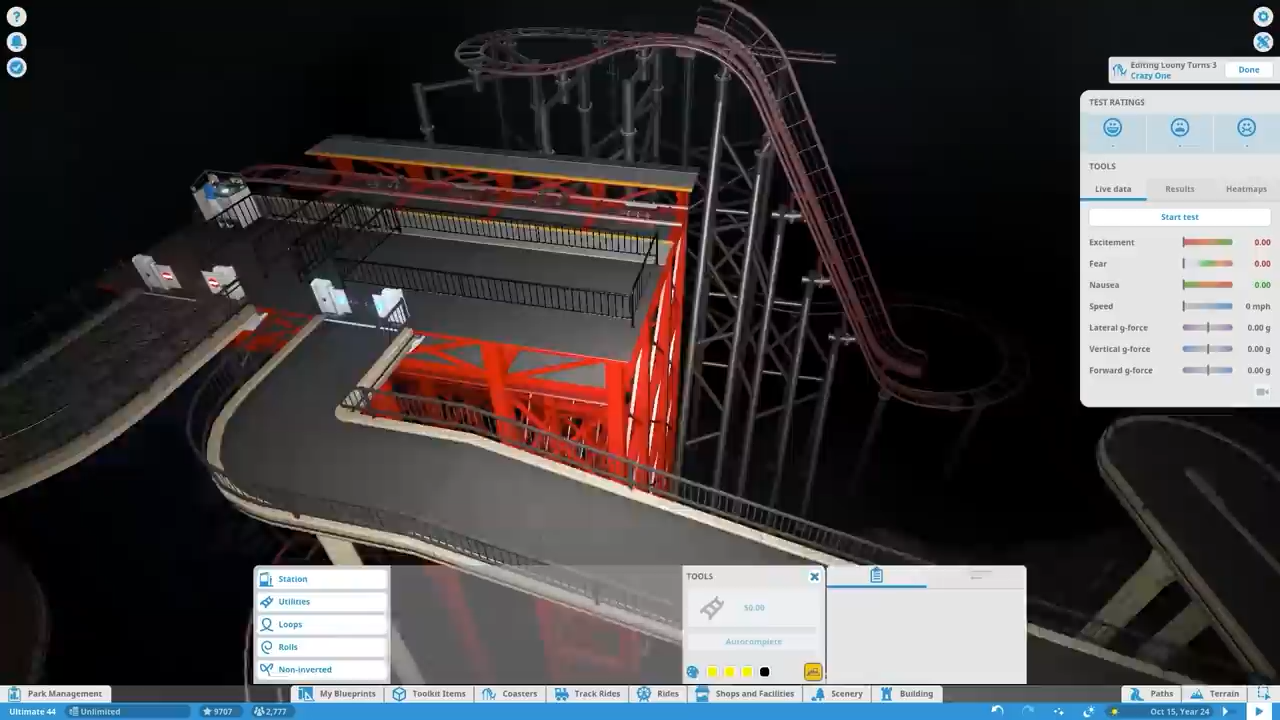 Editing Loony Turns 3
Crazy One
Done
TEST RATINGS
TOOLS
Live data
Results
Heatmaps
Start test
Excitement 0.00
Fear 0.00
Nausea 0.00
Speed 0 mph
Lateral g-force 0.00 g
Vertical g-force 0.00 g
Forward g-force 0.00 g
Station
Utilities
Loops
Rolls
Non-inverted
TOOLS
$0.00
Autocomplete
Park Management
My Blueprints
Toolkit Items
Coasters
Track Rides
Rides
Shops and Facilities
Scenery
Building
Paths
Terrain
Ultimate 44
Unlimited
9707
2,777
Oct 15, Year 24